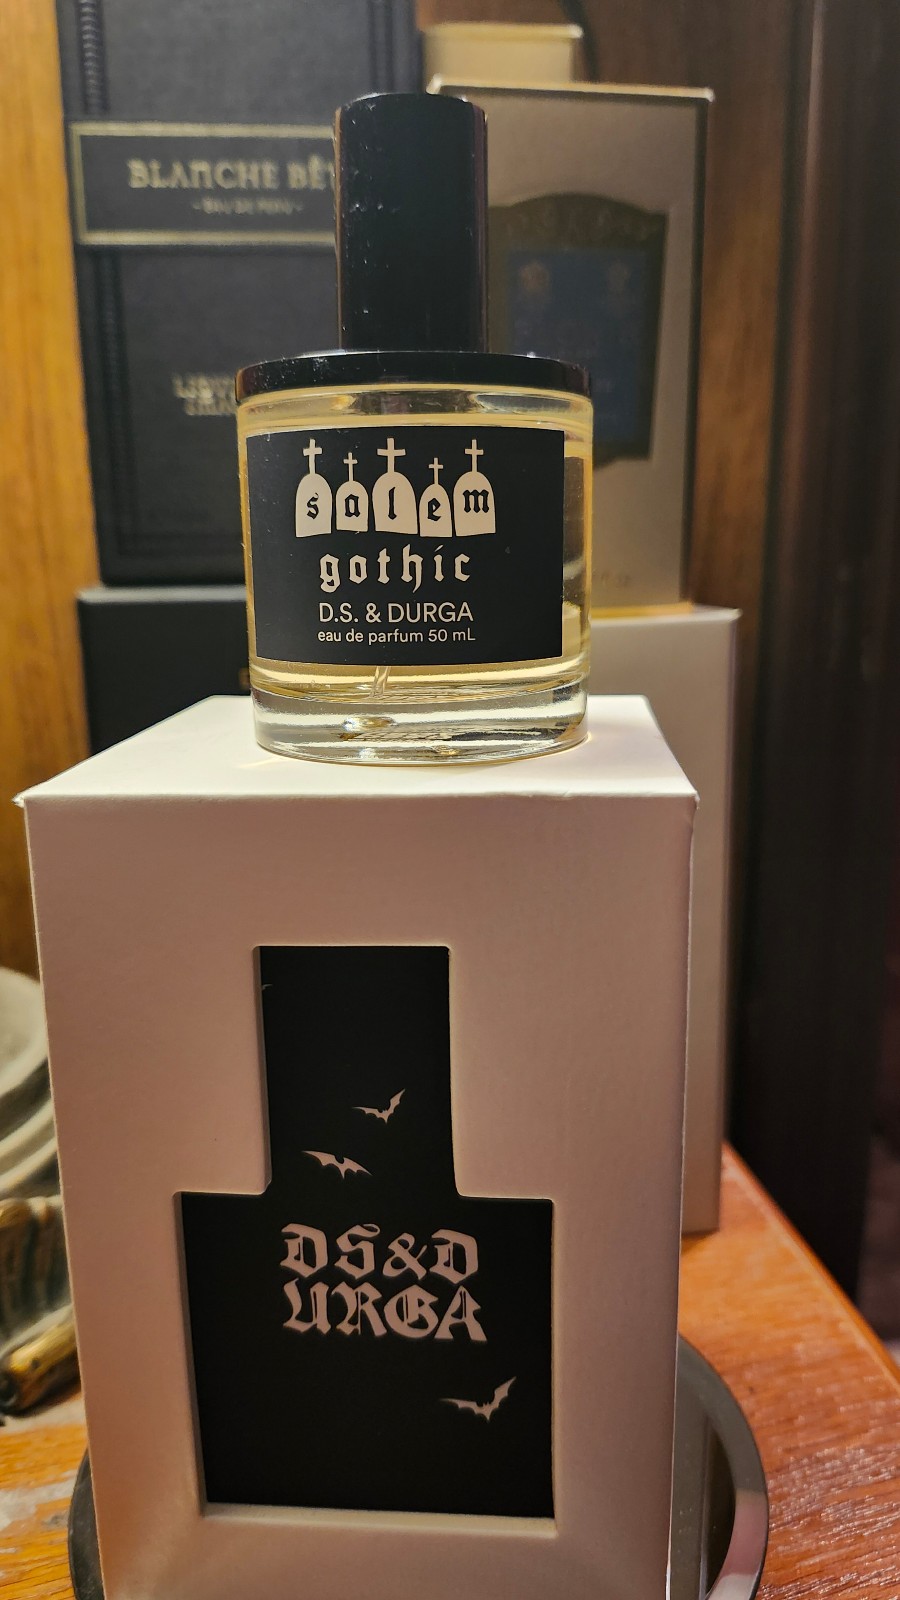 BLANCHE BÊ
salem
gothic
D.S. & DURGA
eau de parfum 50 mL
DS&D
URGA